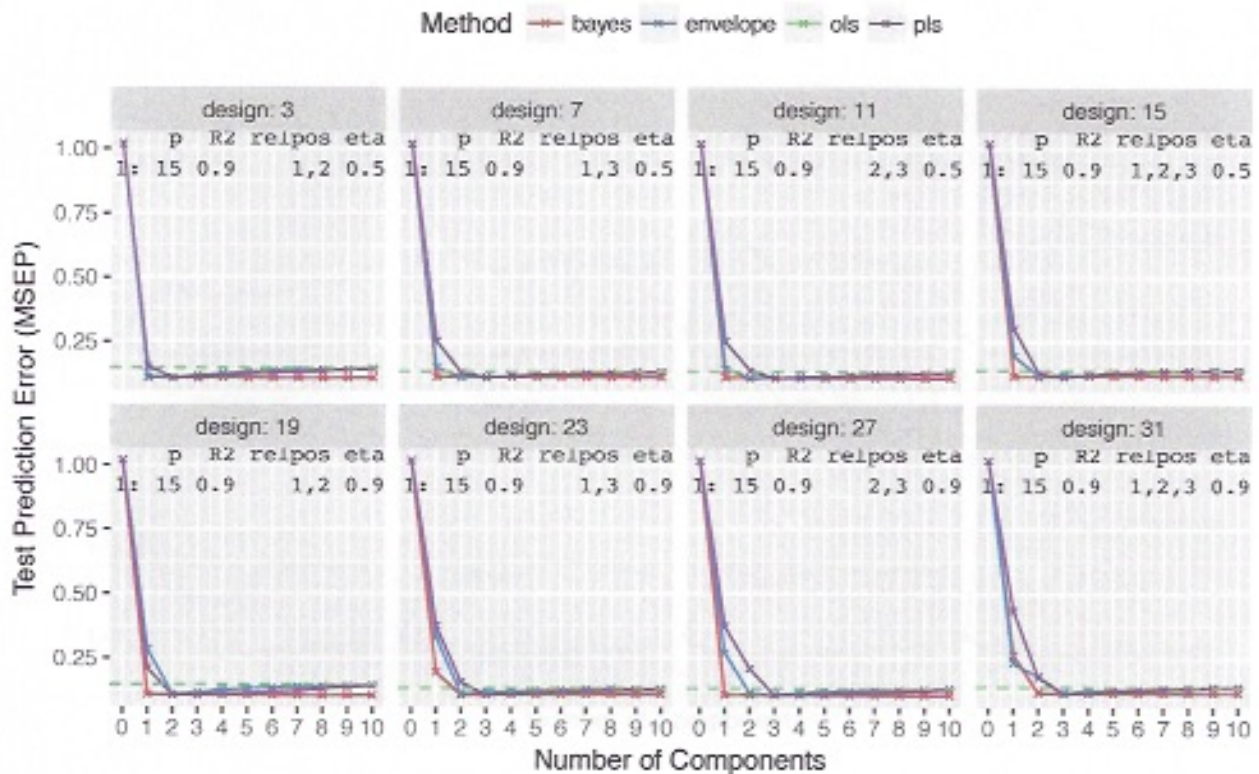 Method bayes envelope ols pls
design: 3 design: 7 design: 11 design: 15
p R2 relpos eta p R2 relpos eta p R2 relpos eta p R2 relpos eta
1: 15 0.9 1,2 0.5 1: 15 0.9 1,3 0.5 1: 15 0.9 2,3 0.5 1: 15 0.9 1,2,3 0.5
1.00
0.75
0.50
0.25
design: 19 design: 23 design: 27 design: 31
p R2 relpos eta p R2 relpos eta p R2 relpos eta p R2 relpos eta
1: 15 0.9 1,2 0.9 1: 15 0.9 1,3 0.9 1: 15 0.9 2,3 0.9 1: 15 0.9 1,2,3 0.9
1.00
0.75
0.50
0.25
0 1 2 3 4 5 6 7 8 9 10 0 1 2 3 4 5 6 7 8 9 10 0 1 2 3 4 5 6 7 8 9 10 0 1 2 3 4 5 6 7 8 9 10
Number of Components
Test Prediction Error (MSEP)